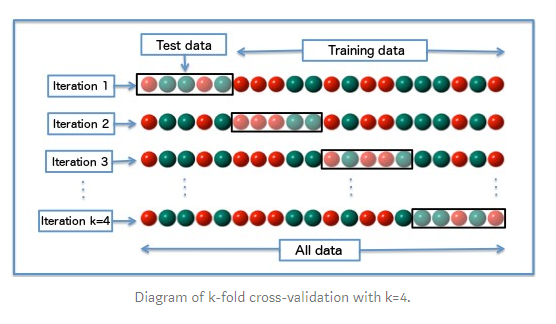 Test data
Training data
Iteration 1
Iteration 2
Iteration 3
Iteration k=4
All data
Diagram of k-fold cross-validation with k=4.